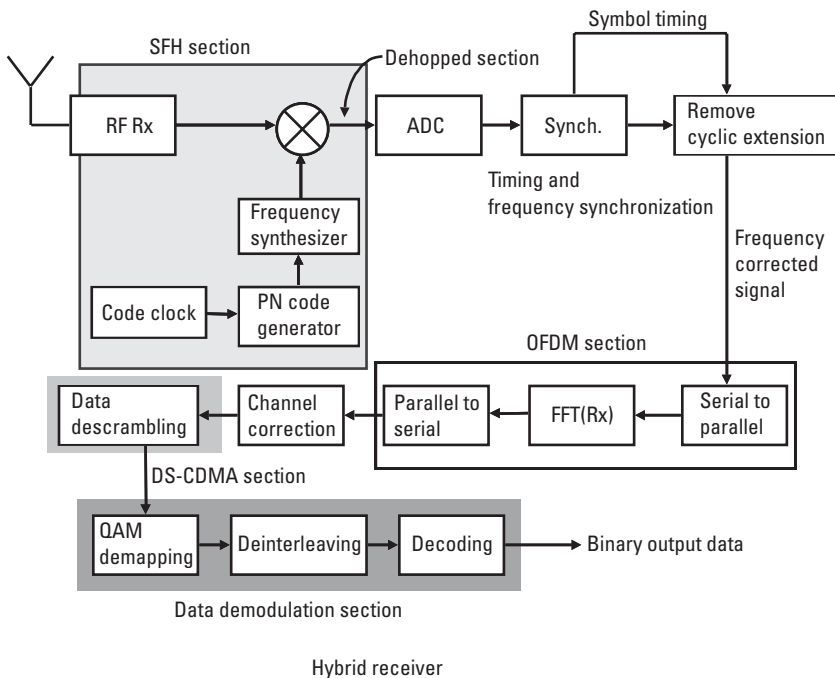 SFH section
Symbol timing
Dehopped section
RF Rx
ADC
Synch.
Remove
cyclic extension
Timing and
frequency synchronization
Frequency
synthesizer
Frequency
corrected
signal
Code clock
PN code
generator
OFDM section
Data
descrambling
Channel
correction
Parallel to
serial
FFT(Rx)
Serial to
parallel
DS-CDMA section
QAM
demapping
Deinterleaving
Decoding
Binary output data
Data demodulation section
Hybrid receiver